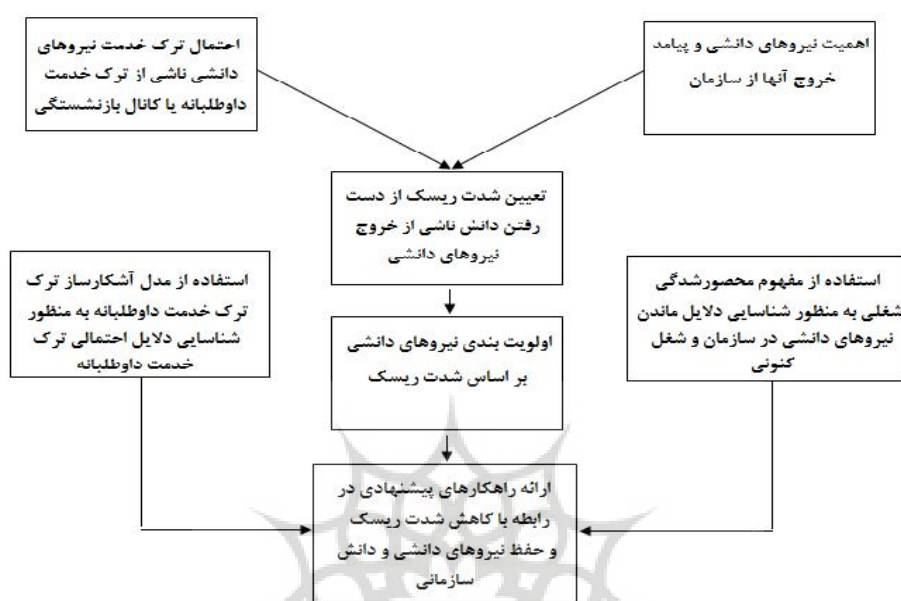 اهمیت نیروهای دانشی و پیامد
خروج آنها از سازمان
احتمال ترک خدمت نیروهای
دانشی ناشی از ترک خدمت
داوطلبانه یا کانال بازنشستگی
تعیین شدت ریسک از دست
رفتن دانش ناشی از خروج
نیروهای دانشی
استفاده از مفهوم محصورشدگی
شغلی به منظور شناسایی دلایل ماندن
نیروهای دانشی در سازمان و شغل
کنونی
اولویت بندی نیروهای دانشی
بر اساس شدت ریسک
استفاده از مدل آشکارساز ترک
ترک خدمت داوطلبانه به منظور
شناسایی دلایل احتمالی ترک
خدمت داوطلبانه
ارائه راهکارهای پیشنهادی در
رابطه با کاهش شدت ریسک
و حفظ نیروهای دانشی و دانش
سازمانی